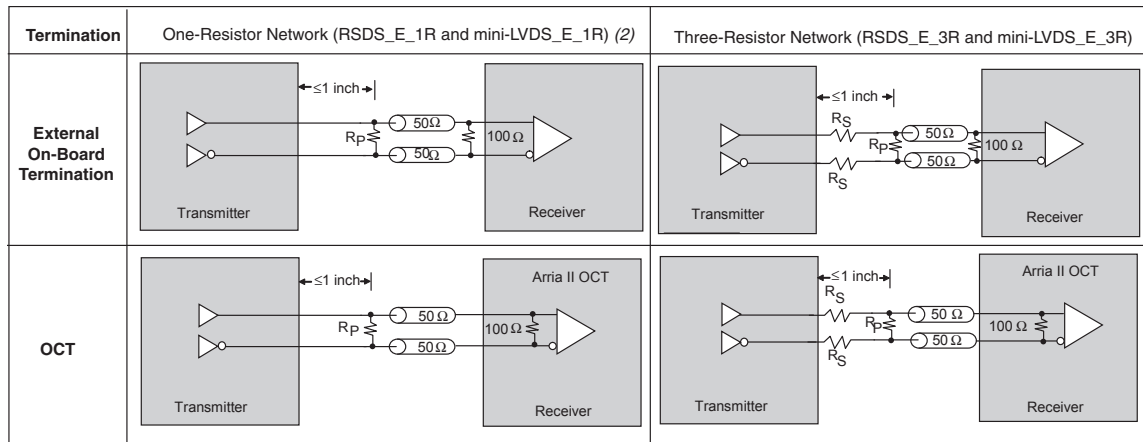 Termination
One-Resistor Network (RSDS_E_1R and mini-LVDS_E_1R) (2)
Three-Resistor Network (RSDS_E_3R and mini-LVDS_E_3R)
External
On-Board
Termination
≤1 inch
50Ω
RP
100 Ω
50Ω
Transmitter
Receiver
≤1 inch
RS
50 Ω
RP
100 Ω
50 Ω
RS
Transmitter
Receiver
OCT
≤1 inch
Arria II OCT
50 Ω
RP
100 Ω
50 Ω
Transmitter
Receiver
≤1 inch
Arria II OCT
RS
50 Ω
RP
100 Ω
50 Ω
RS
Transmitter
Receiver